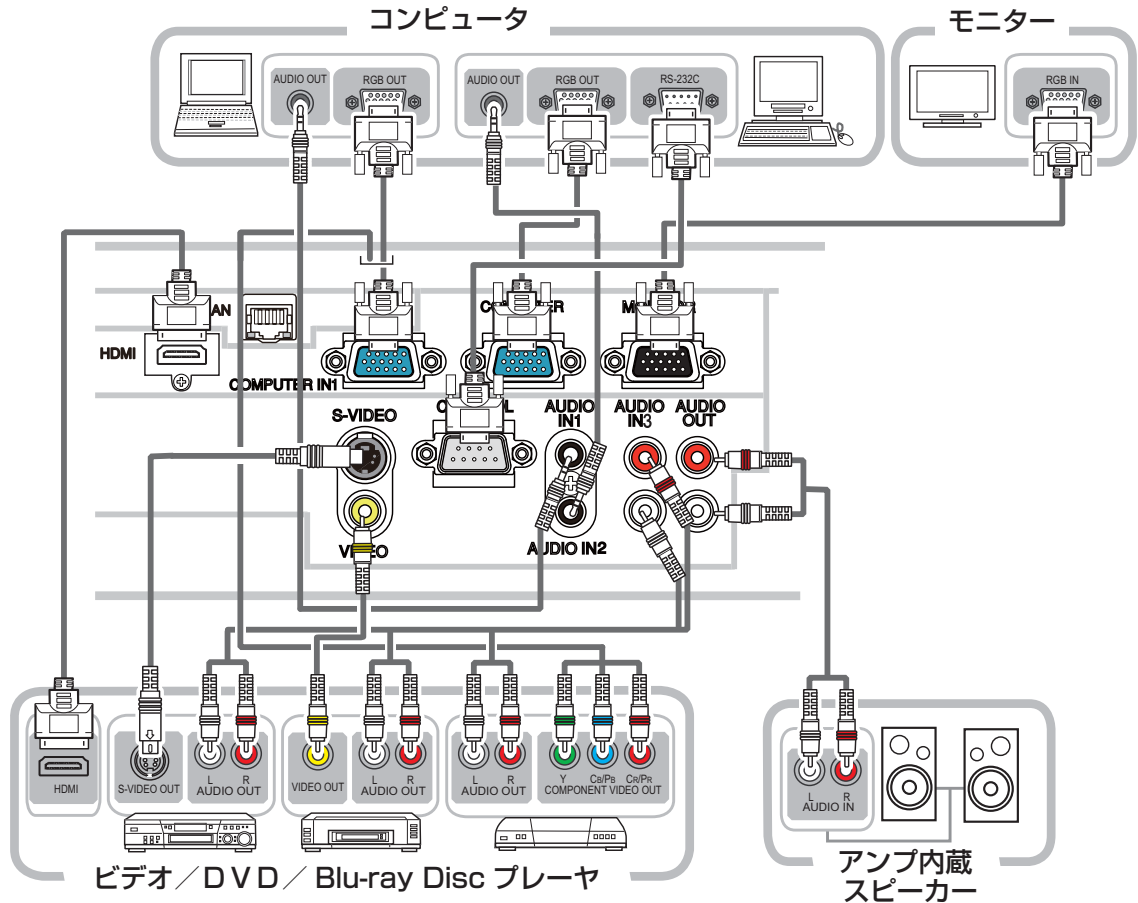 コンピュータ
モニター
AUDIO OUT
RGB OUT
AUDIO OUT
RGB OUT
RS-232C
RGB IN
AN
HDMI
COMPUTER IN1
S-VIDEO
AUDIO
IN1
AUDIO
IN3
AUDIO
OUT
AUDIO IN2
HDMI
S-VIDEO OUT
L
R
AUDIO OUT
VIDEO OUT
L
R
AUDIO OUT
L
R
AUDIO OUT
Y
CB/PB
CR/PR
COMPONENT VIDEO OUT
L
R
AUDIO IN
ビデオ／ＤＶＤ／ Blu-ray Disc プレーヤ
アンプ内蔵
スピーカー